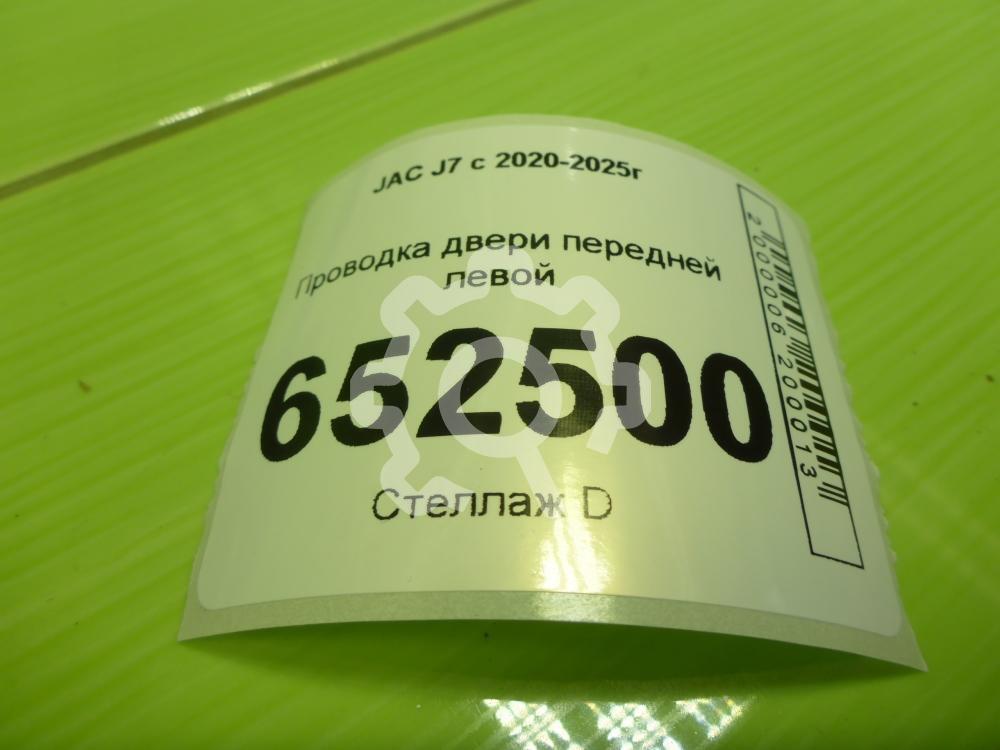 JAC J7 с 2020-2025г
Проводка двери передней
левой
652500
Стеллаж D
2000006200013